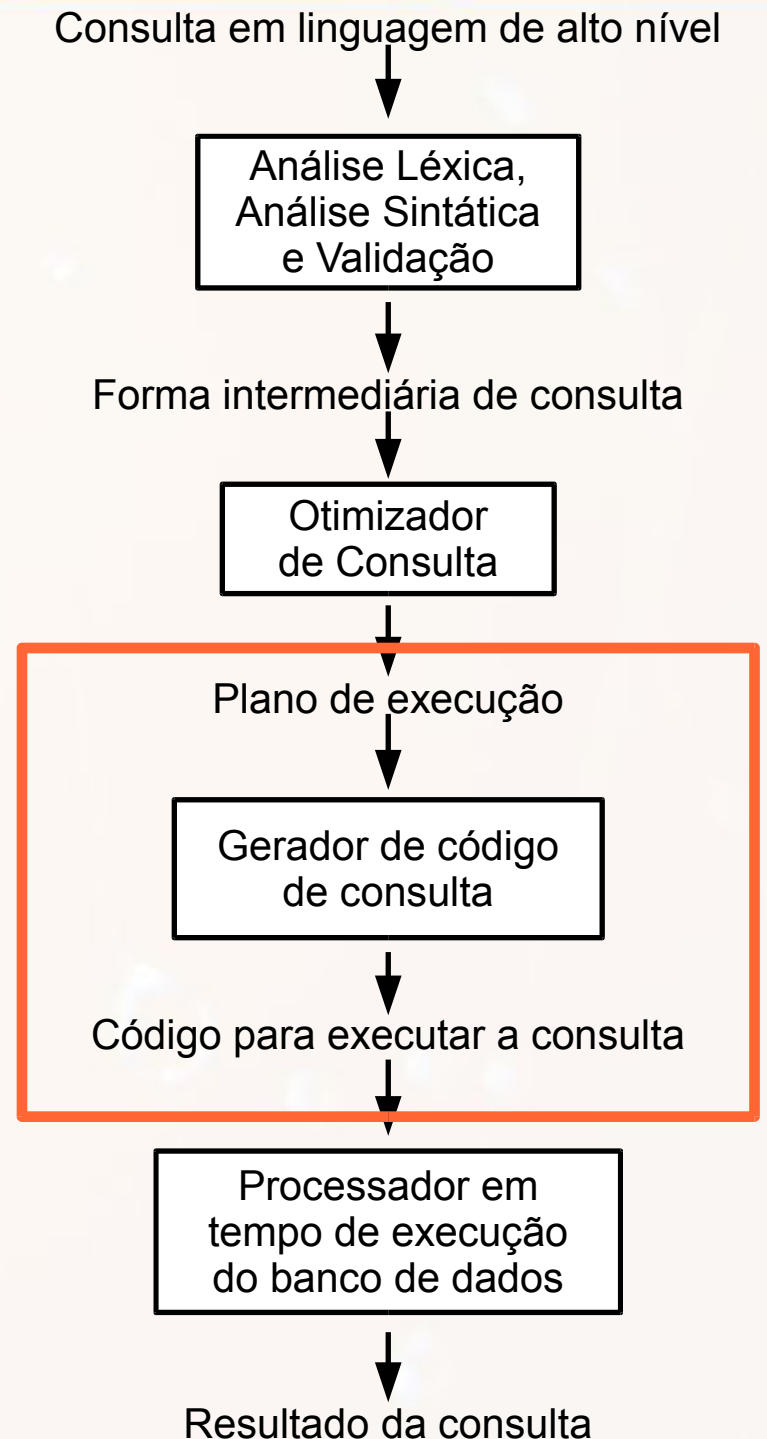 Consulta em linguagem de alto nível
Análise Léxica,
Análise Sintática
e Validação
Forma intermediária de consulta
Otimizador
de Consulta
Plano de execução
Gerador de código
de consulta
Código para executar a consulta
Processador em
tempo de execução
do banco de dados
Resultado da consulta